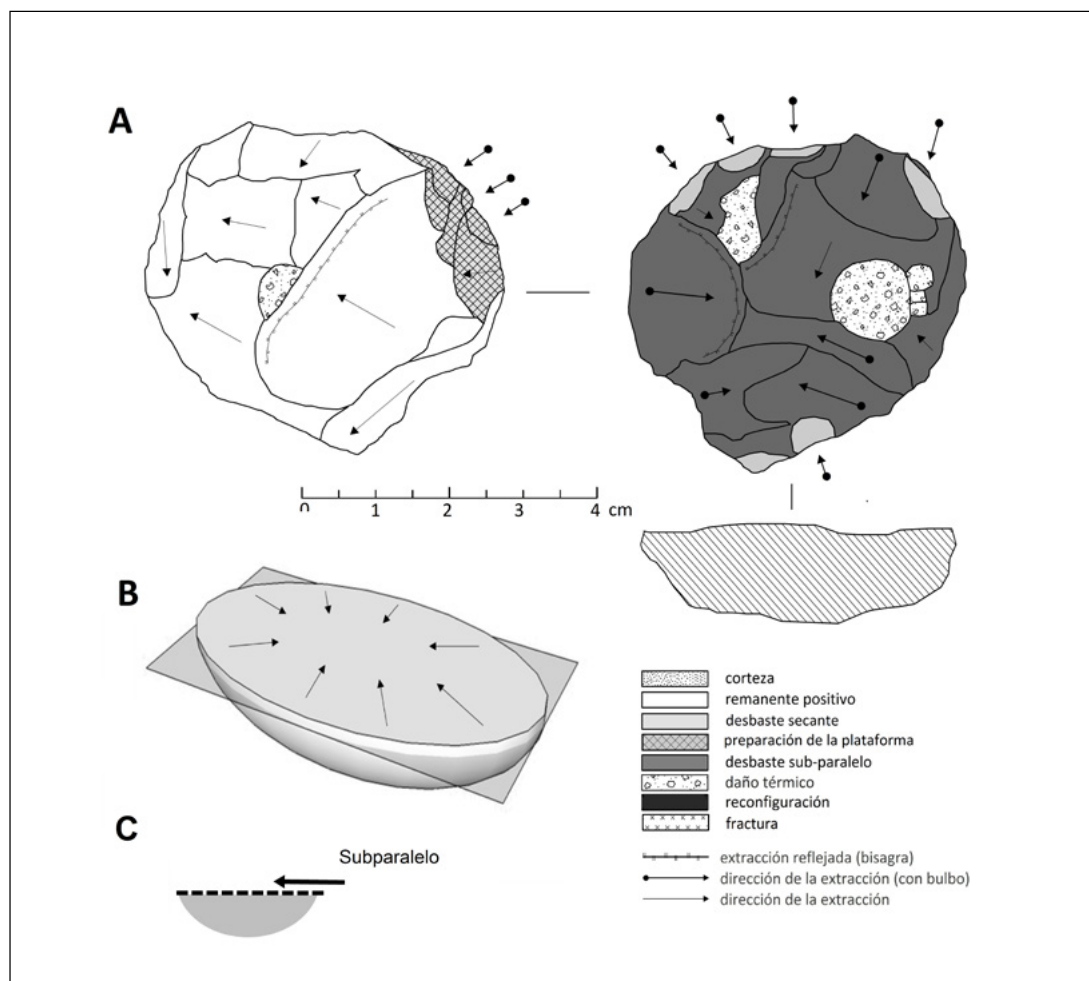 A
0 1 2 3 4 cm
B
corteza
remanente positivo
desbaste secante
preparación de la plataforma
desbaste sub-paralelo
daño térmico
reconfiguración
fractura
C
Subparalelo
extracción reflejada (bisagra)
dirección de la extracción (con bulbo)
dirección de la extracción